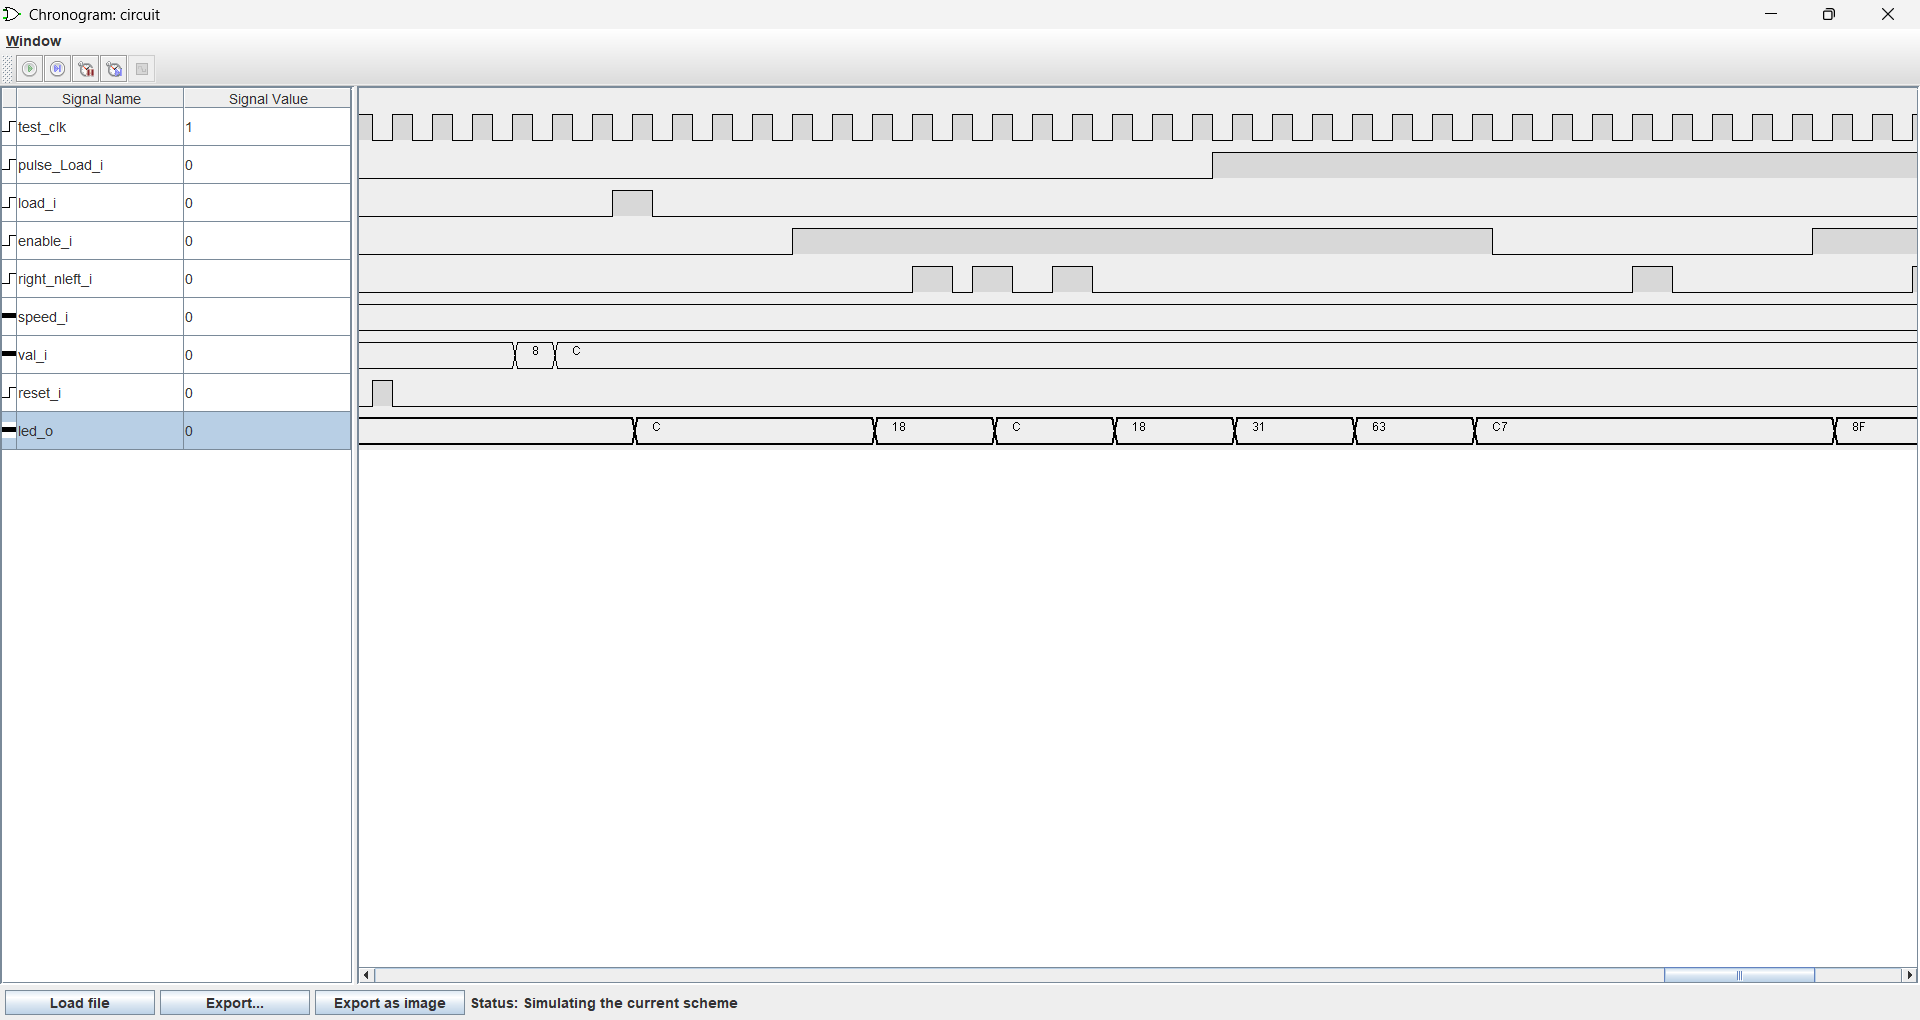 Chronogram: circuit
Window
Signal Name Signal Value
test_clk 1
pulse_Load_i 0
load_i 0
enable_i 0
right_nleft_i 0
speed_i 0
val_i 0 8 C
reset_i 0
led_o 0 C 18 C 18 31 63 C7 8F
Load file Export... Export as image Status: Simulating the current scheme